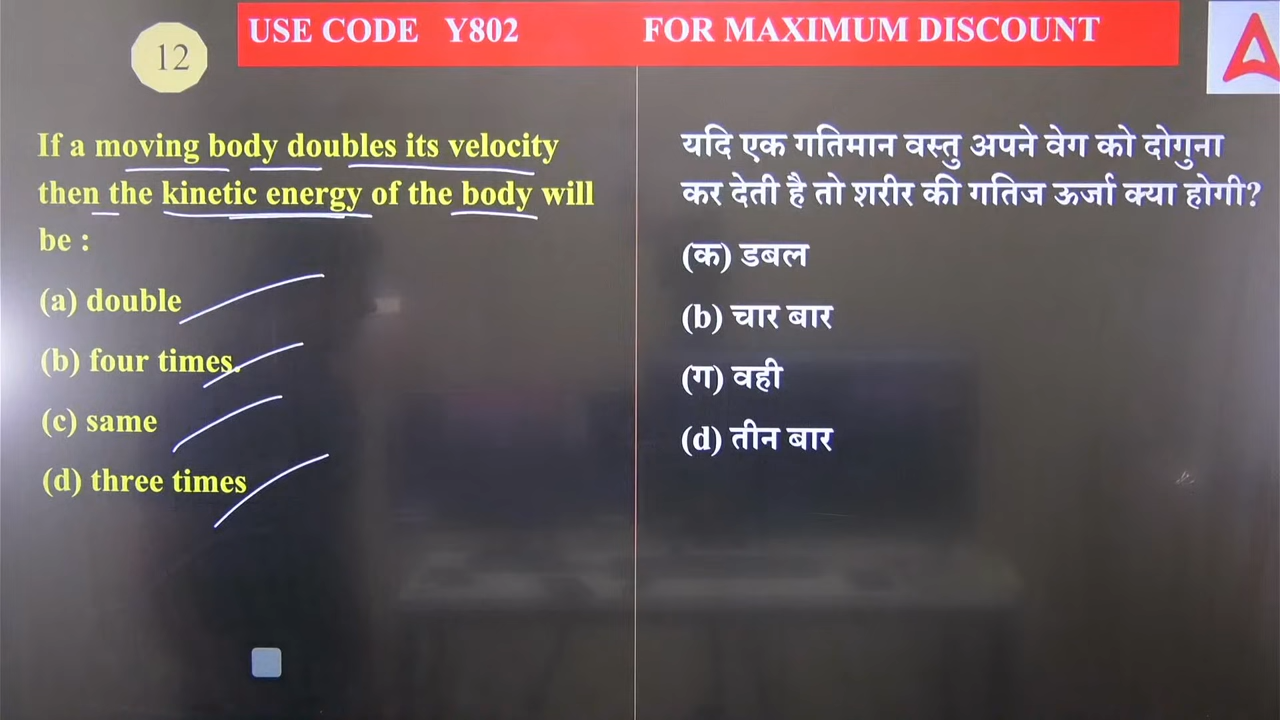 USE CODE Y802 FOR MAXIMUM DISCOUNT
12
If a moving body doubles its velocity
then the kinetic energy of the body will
be :
(a) double
(b) four times.
(c) same
(d) three times
यदि एक गतिमान वस्तु अपने वेग को दोगुना
कर देती है तो शरीर की गतिज ऊर्जा क्या होगी?
(क) डबल
(b) चार बार
(ग) वही
(d) तीन बार